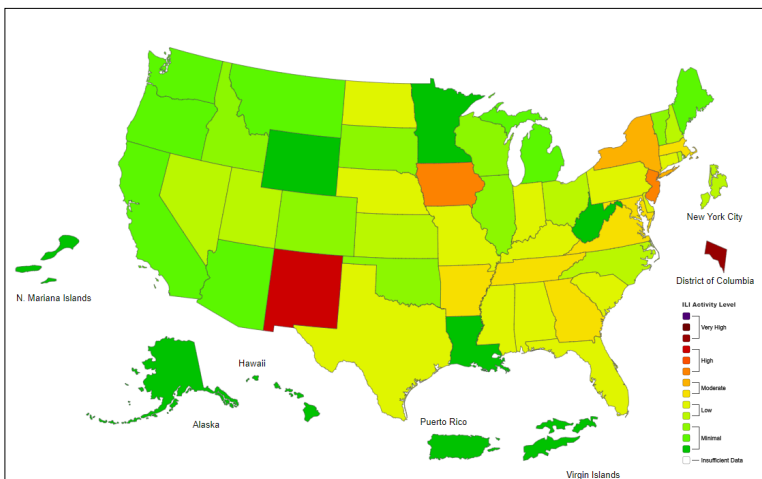 New York City
N. Mariana Islands
District of Columbia
ILI Activity Level
Very High
High
Moderate
Low
Minimal
Insufficient Data
Hawaii
Alaska
Puerto Rico
Virgin Islands